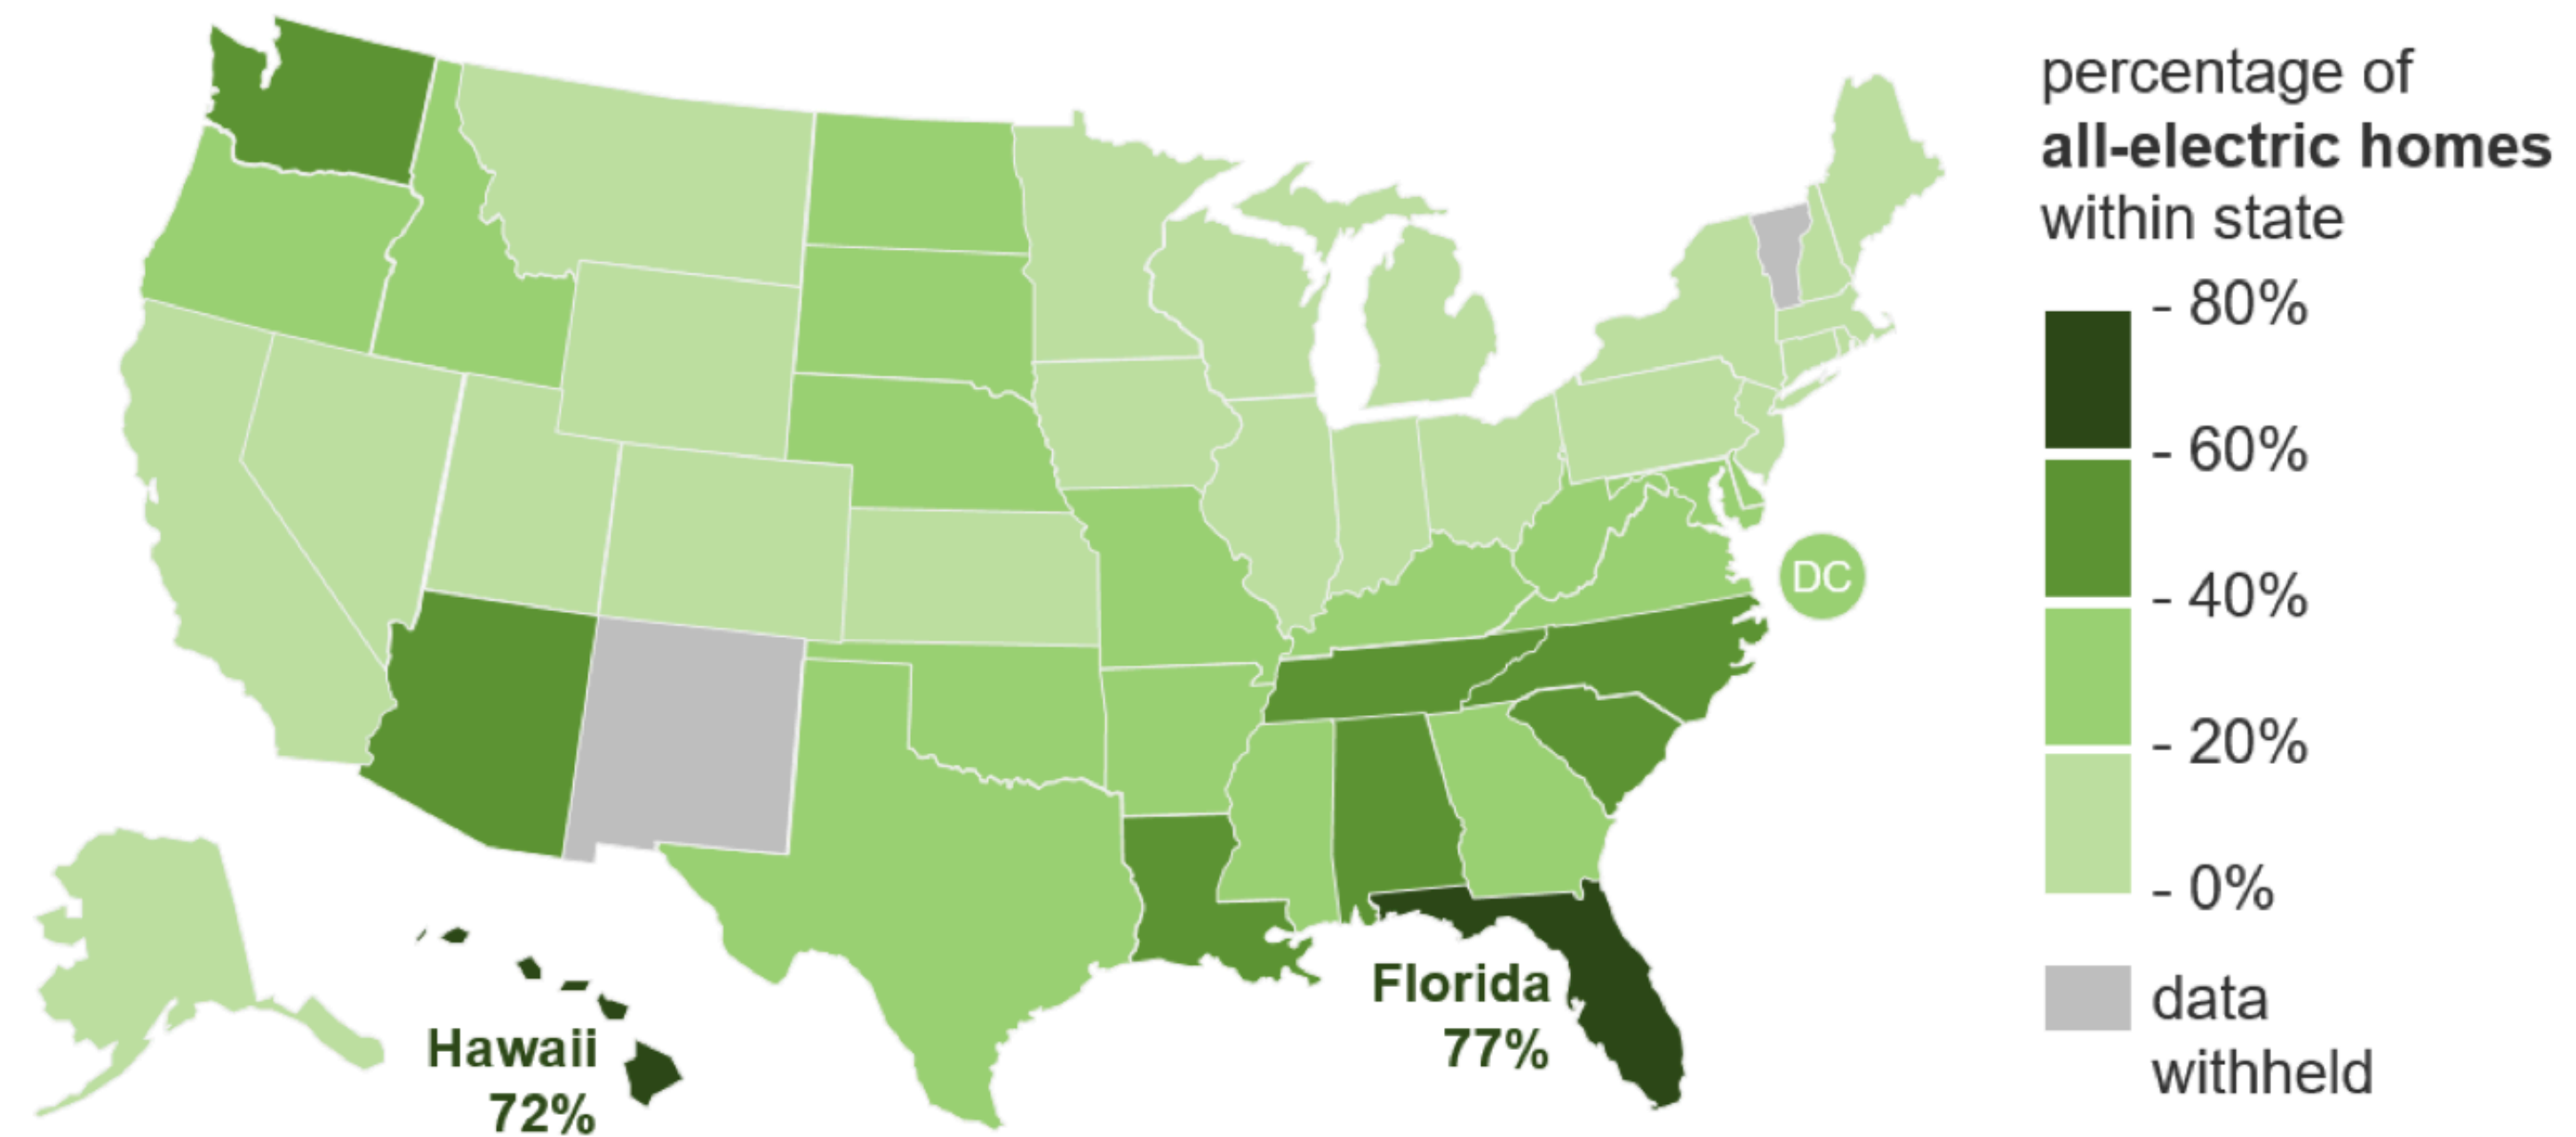 percentage of
all-electric homes
within state
- 80%
- 60%
- 40%
- 20%
- 0%
data
withheld
DC
Florida
77%
Hawaii
72%